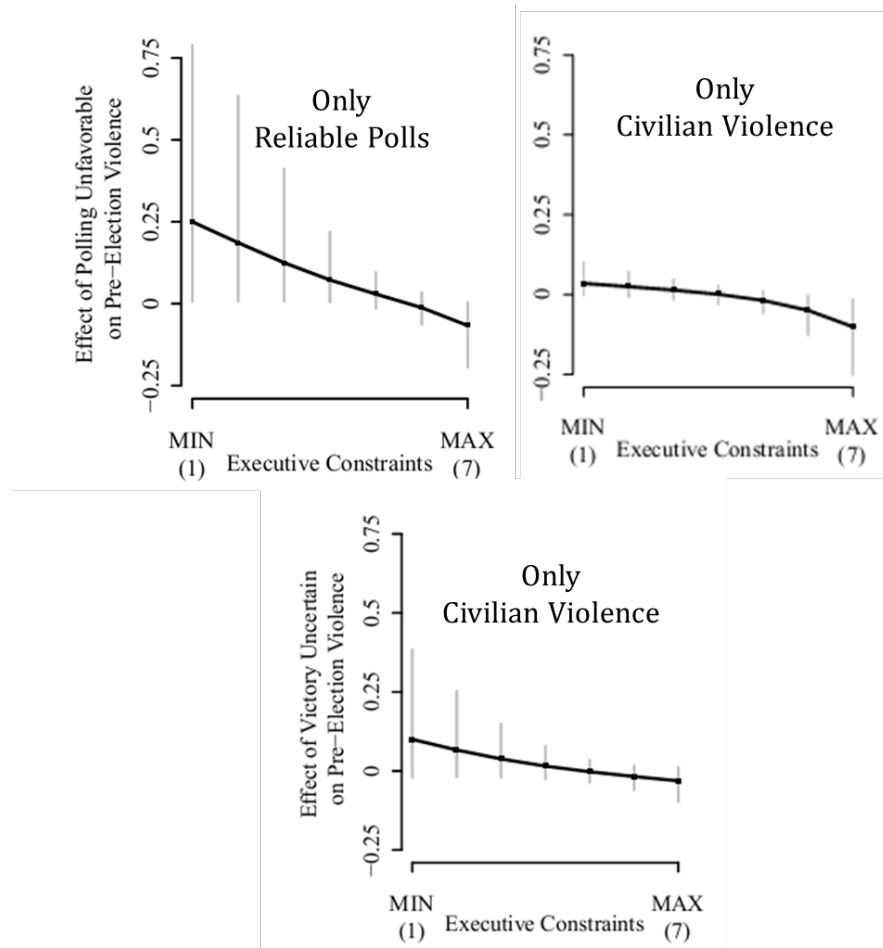 Effect of Polling Unfavorable
on Pre−Election Violence
0.75
0.5
0.25
0
−0.25
Only
Reliable Polls
MIN
(1)
Executive Constraints
MAX
(7)
0.75
0.5
0.25
0
−0.25
Only
Civilian Violence
MIN
(1)
Executive Constraints
MAX
(7)
Effect of Victory Uncertain
on Pre−Election Violence
0.75
0.5
0.25
0
−0.25
Only
Civilian Violence
MIN
(1)
Executive Constraints
MAX
(7)